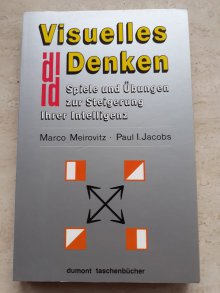 Visuelles
Denken
Spiele und Übungen
zur Steigerung
Ihrer Intelligenz
Marco Meirovitz · Paul I. Jacobs
dumont taschenbücher